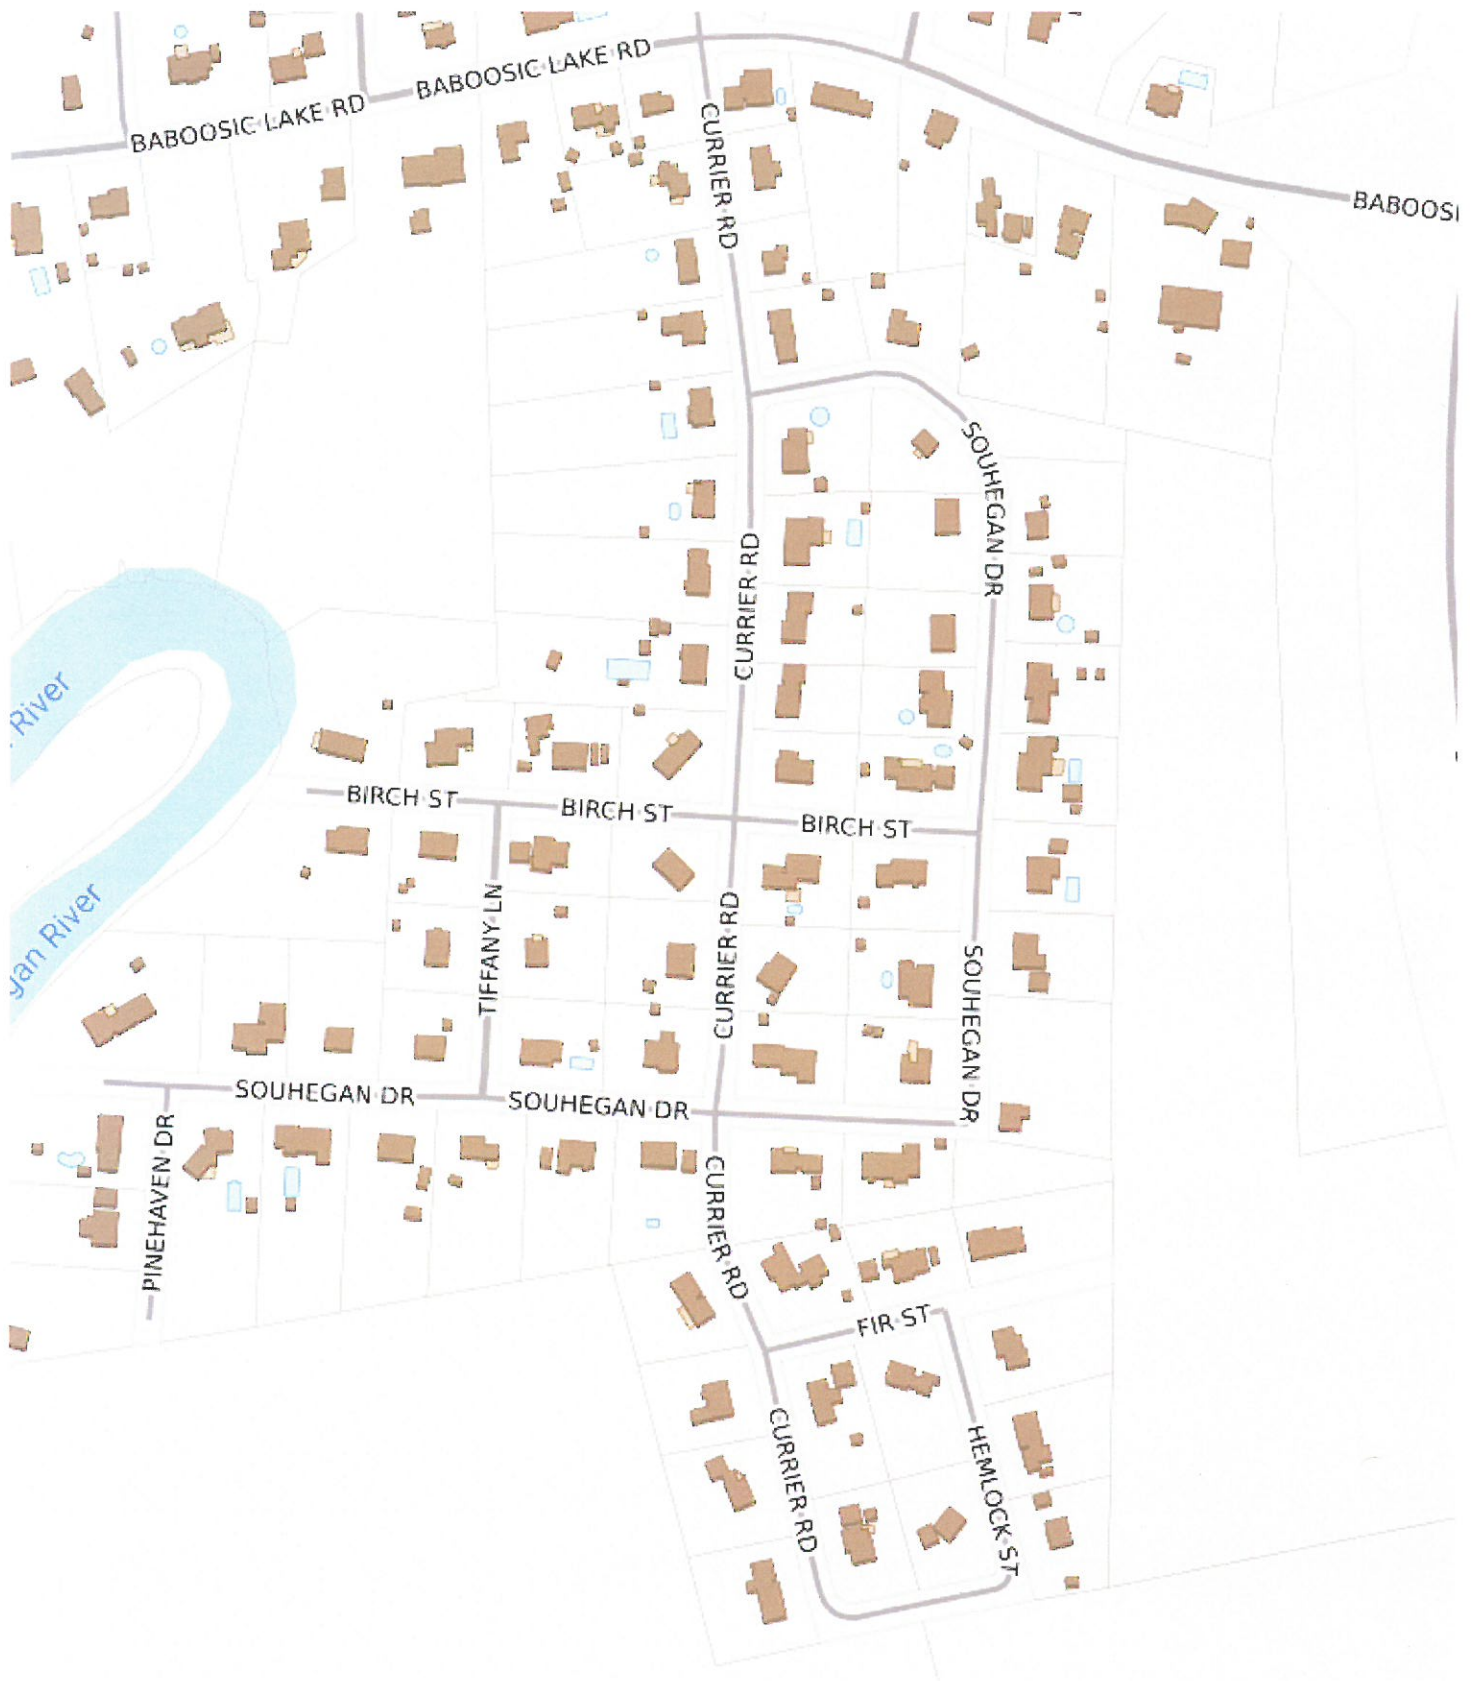 BABOOSIC LAKE RD
BABOOSIC LAKE RD
CURRIER RD
BABOOSI
SOUHEGAN DR
CURRIER RD
River
BIRCH ST
BIRCH ST
BIRCH ST
TIFFANY LN
CURRIER RD
gan River
SOUHEGAN DR
SOUHEGAN DR
SOUHEGAN DR
PINEHAVEN DR
CURRIER RD
FIR ST
CURRIER RD
HEMLOCK ST